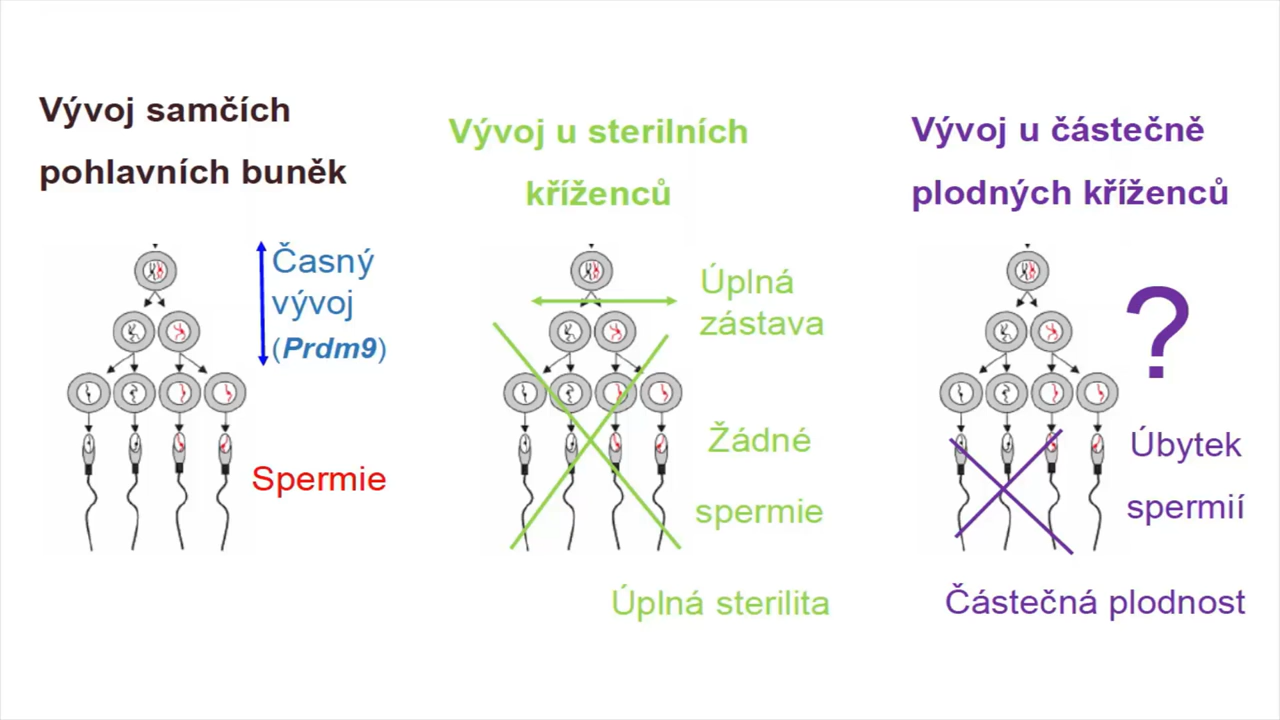 Vývoj samčích
pohlavních buněk
Časný
vývoj
(Prdm9)
Spermie
Vývoj u sterilních
kříženců
Úplná
zástava
Žádné
spermie
Úplná sterilita
Vývoj u částečně
plodných kříženců
?
Úbytek
spermií
Částečná plodnost